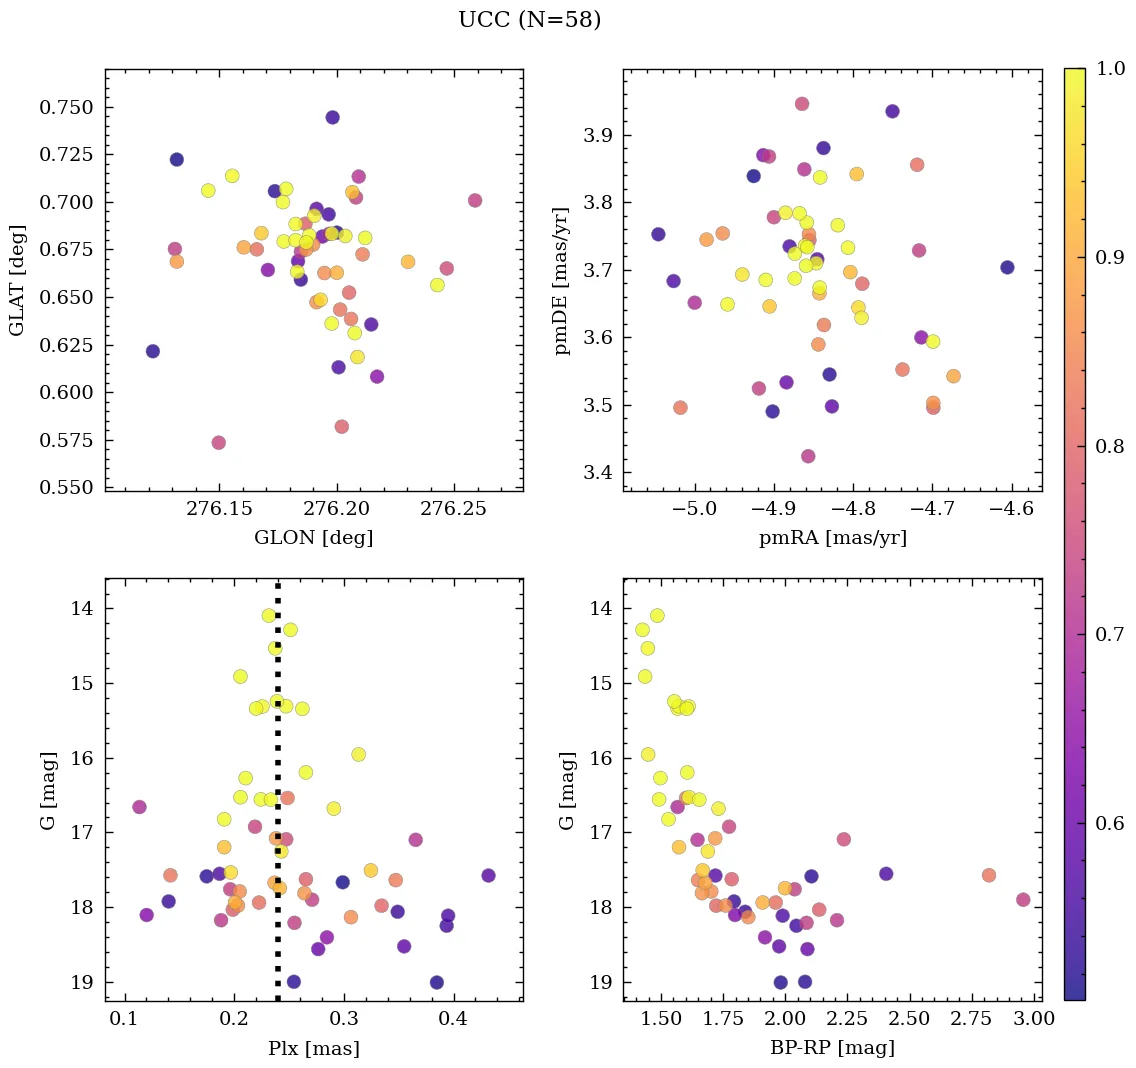 UCC (N=58)
0.750
0.725
0.700
0.675
0.650
0.625
0.600
0.575
0.550
GLAT [deg]
276.15 276.20 276.25
GLON [deg]
3.9
3.8
3.7
3.6
3.5
3.4
pmDE [mas/yr]
−5.0 −4.9 −4.8 −4.7 −4.6
pmRA [mas/yr]
14
15
16
17
18
19
G [mag]
0.1 0.2 0.3 0.4
Plx [mas]
14
15
16
17
18
19
G [mag]
1.50 1.75 2.00 2.25 2.50 2.75 3.00
BP-RP [mag]
1.0
0.9
0.8
0.7
0.6